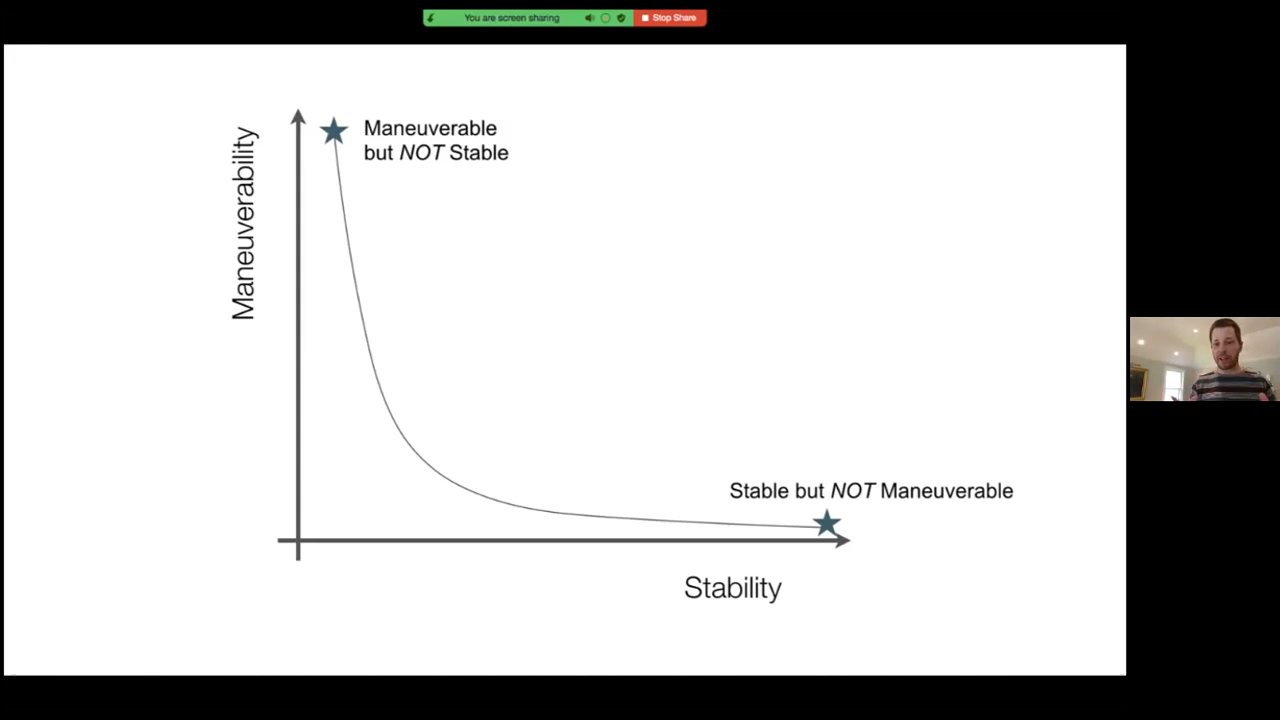 You are screen sharing
Stop Share
Maneuverable
but NOT Stable
Maneuverability
Stable but NOT Maneuverable
Stability